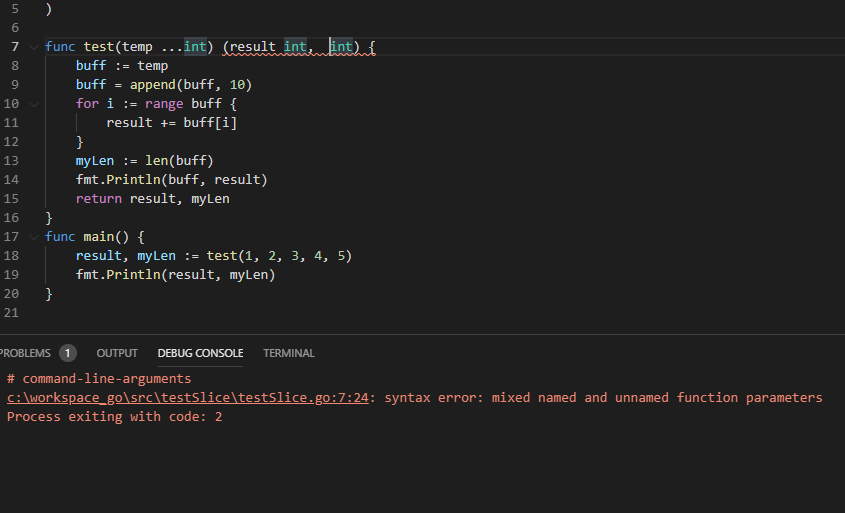 5 )
6
7 func test(temp ...int) (result int, int) {
8 buff := temp
9 buff = append(buff, 10)
10 for i := range buff {
11 result += buff[i]
12 }
13 myLen := len(buff)
14 fmt.Println(buff, result)
15 return result, myLen
16 }
17 func main() {
18 result, myLen := test(1, 2, 3, 4, 5)
19 fmt.Println(result, myLen)
20 }
21
PROBLEMS 1 OUTPUT DEBUG CONSOLE TERMINAL
# command-line-arguments
c:\workspace_go\src\testSlice\testSlice.go:7:24: syntax error: mixed named and unnamed function parameters
Process exiting with code: 2